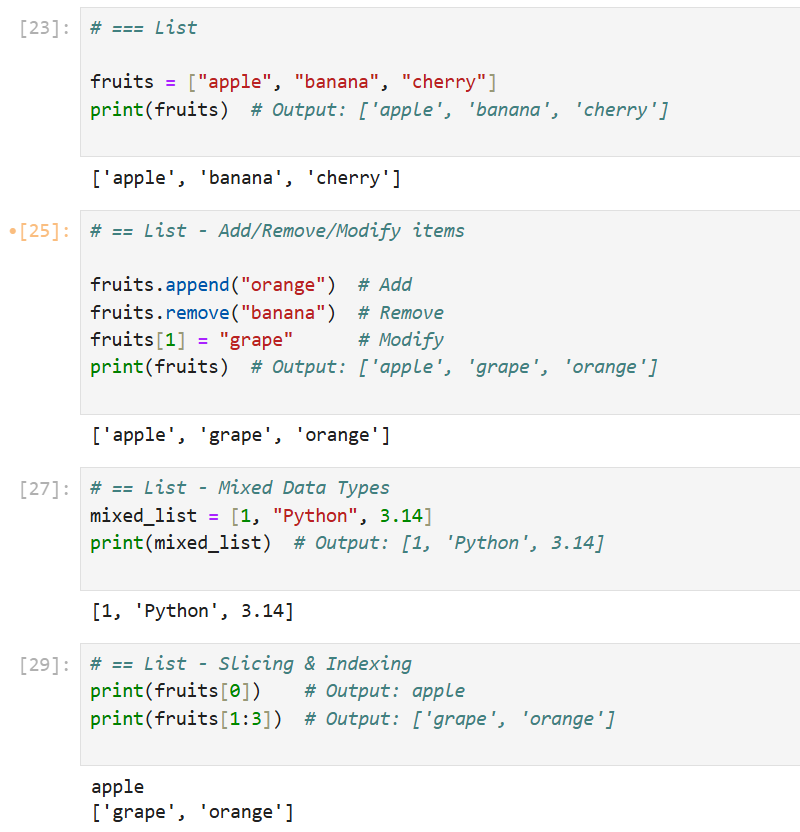 [23]: # === List
fruits = ["apple", "banana", "cherry"]
print(fruits)  # Output: ['apple', 'banana', 'cherry']
['apple', 'banana', 'cherry']
•[25]: # == List - Add/Remove/Modify items
fruits.append("orange")  # Add
fruits.remove("banana")  # Remove
fruits[1] = "grape"      # Modify
print(fruits)  # Output: ['apple', 'grape', 'orange']
['apple', 'grape', 'orange']
[27]: # == List - Mixed Data Types
mixed_list = [1, "Python", 3.14]
print(mixed_list)  # Output: [1, 'Python', 3.14]
[1, 'Python', 3.14]
[29]: # == List - Slicing & Indexing
print(fruits[0])    # Output: apple
print(fruits[1:3])  # Output: ['grape', 'orange']
apple
['grape', 'orange']